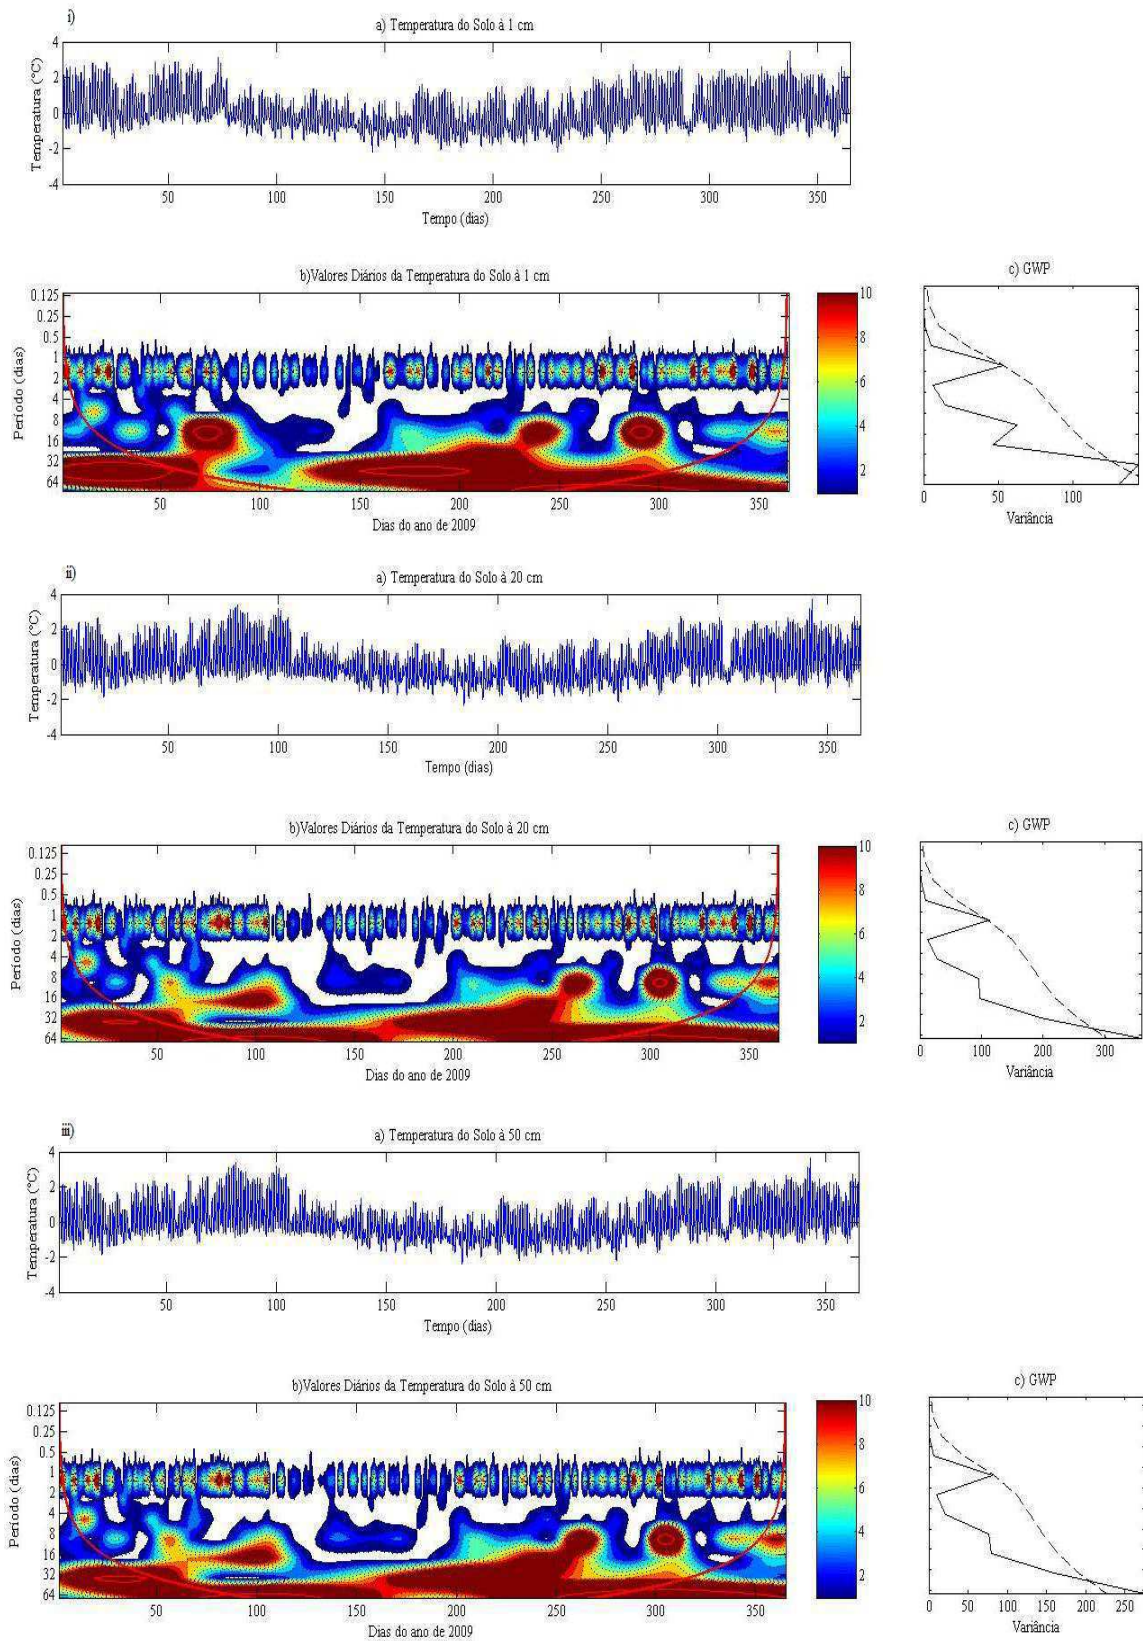 i)
a) Temperatura do Solo à 1 cm
Temperatura (°C)
4
2
0
-2
-4
50 100 150 200 250 300 350
Tempo (dias)
b)Valores Diários da Temperatura do Solo à 1 cm
Período (dias)
0.125
0.25
0.5
1
2
4
8
16
32
64
50 100 150 200 250 300 350
Dias do ano de 2009
10
8
6
4
2
c) GWP
0 50 100
Variância
ii)
a) Temperatura do Solo à 20 cm
Temperatura (°C)
4
2
0
-2
-4
50 100 150 200 250 300 350
Tempo (dias)
b)Valores Diários da Temperatura do Solo à 20 cm
Período (dias)
0.125
0.25
0.5
1
2
4
8
16
32
64
50 100 150 200 250 300 350
Dias do ano de 2009
10
8
6
4
2
c) GWP
0 100 200 300
Variância
iii)
a) Temperatura do Solo à 50 cm
Temperatura (°C)
4
2
0
-2
-4
50 100 150 200 250 300 350
Tempo (dias)
b)Valores Diários da Temperatura do Solo à 50 cm
Período (dias)
0.125
0.25
0.5
1
2
4
8
16
32
64
50 100 150 200 250 300 350
Dias do ano de 2009
10
8
6
4
2
c) GWP
0 50 100 150 200 250
Variância